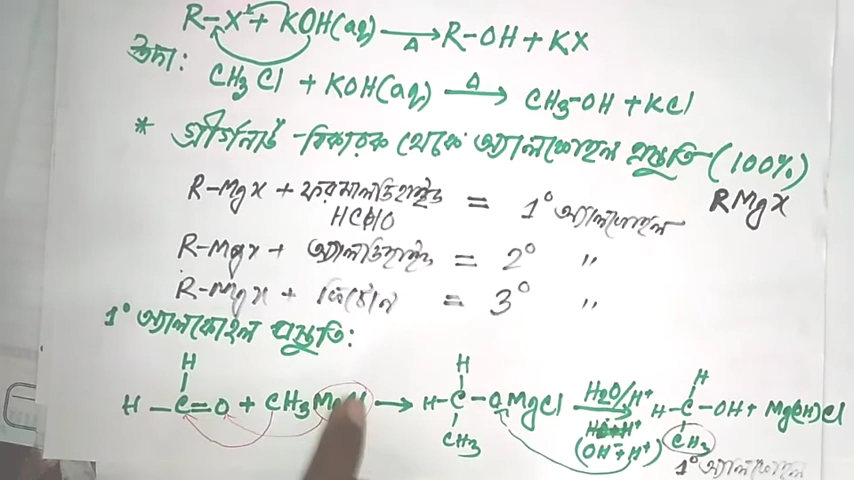 R-X + KOH(aq) →Δ R-OH + KX
উদা: CH3Cl + KOH(aq) →Δ CH3-OH + KCl
* গ্রীগনার্ড -বিকারক থেকে অ্যালকোহল প্রস্তুতি (100%)
R-Mgx + ফরমালডিহাইড = 1° অ্যালকোহল RMgx
HCHO
R-Mgx + অ্যালডিহাইড = 2° "
R-Mgx + কিটোন = 3° "
1° অ্যালকোহল প্রস্তুতি:
H H H
H-C=O + CH3 → H-C-OMgCl H2O/H+ → H-C-OH + Mg(OH)Cl
CH3 (OH-+H+) CH3
1° অ্যালকোহল